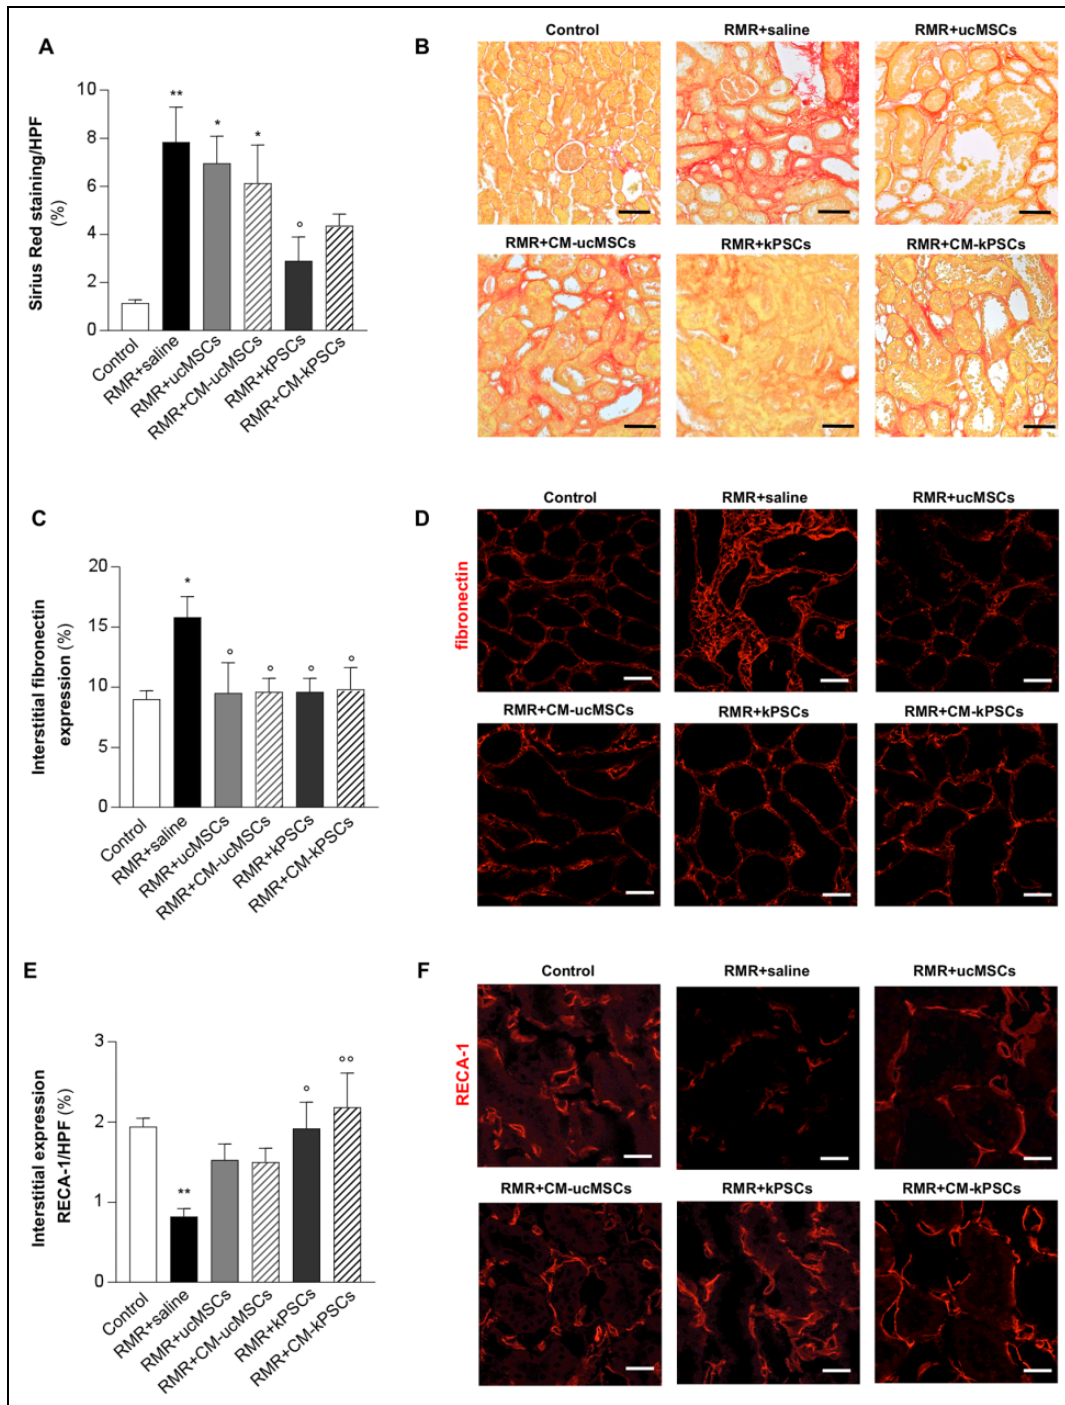 A
Sirius Red staining/HPF
(%)
10
8
6
4
2
0
**
*
*
°
Control
RMR+saline
RMR+ucMSCs
RMR+CM-ucMSCs
RMR+kPSCs
RMR+CM-kPSCs
B
Control
RMR+saline
RMR+ucMSCs
RMR+CM-ucMSCs
RMR+kPSCs
RMR+CM-kPSCs
C
Interstitial fibronectin
expression (%)
20
15
10
5
0
*
°
°
°
°
Control
RMR+saline
RMR+ucMSCs
RMR+CM-ucMSCs
RMR+kPSCs
RMR+CM-kPSCs
D
fibronectin
Control
RMR+saline
RMR+ucMSCs
RMR+CM-ucMSCs
RMR+kPSCs
RMR+CM-kPSCs
E
Interstitial expression
RECA-1/HPF (%)
3
2
1
0
**
°
°°
Control
RMR+saline
RMR+ucMSCs
RMR+CM-ucMSCs
RMR+kPSCs
RMR+CM-kPSCs
F
RECA-1
Control
RMR+saline
RMR+ucMSCs
RMR+CM-ucMSCs
RMR+kPSCs
RMR+CM-kPSCs